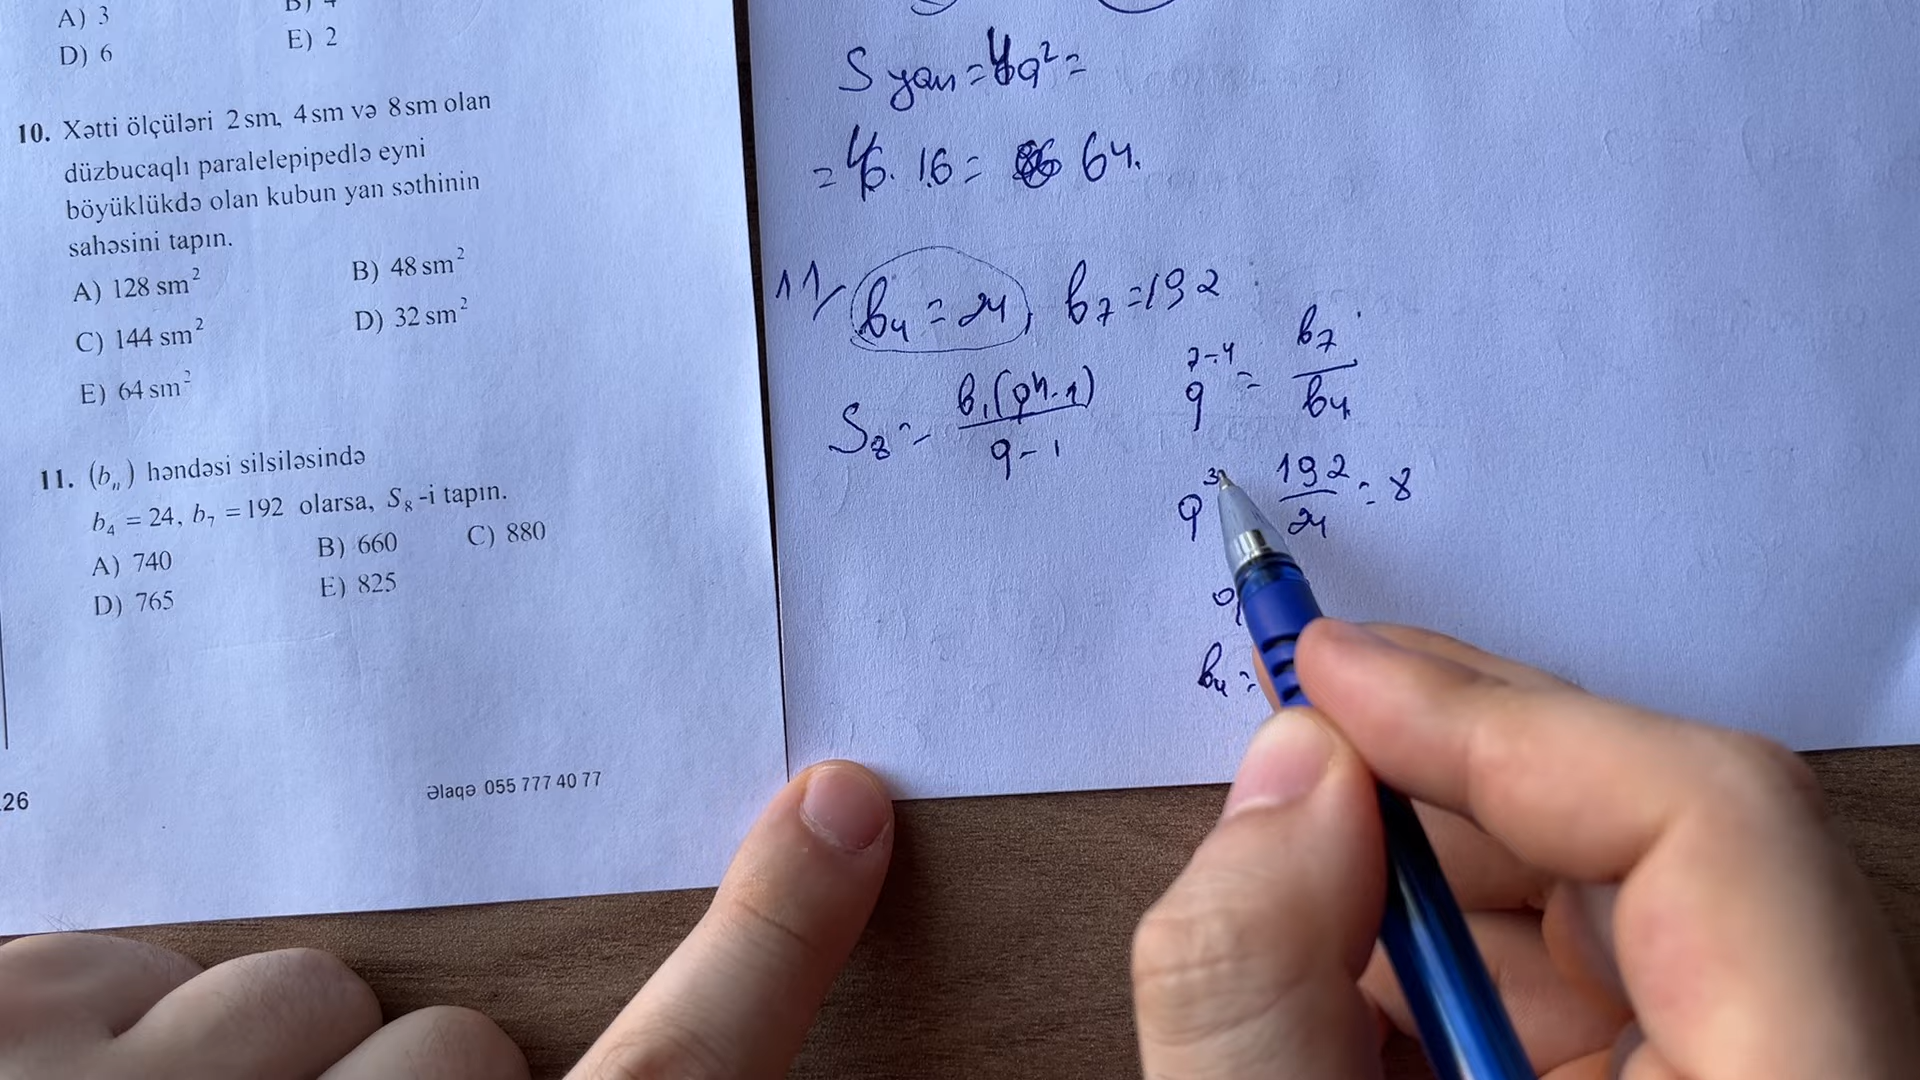 A) 3
B) 4
D) 6
E) 2
10. Xətti ölçüləri 2 sm, 4 sm və 8 sm olan
düzbucaqlı paralelepipedlə eyni
böyüklükdə olan kubun yan səthinin
sahəsini tapın.
A) 128 sm²
B) 48 sm²
C) 144 sm²
D) 32 sm²
E) 64 sm²
11. (bₙ) həndəsi silsiləsində
b₄ = 24, b₇ = 192 olarsa, S₈ -i tapın.
A) 740
B) 660
C) 880
D) 765
E) 825
26
Əlaqə 055 777 40 77
S yan = 4a² =
= 4 . 16 = 64.
11/ b₄ = 24, b₇ = 192
S₈ = b₁(qⁿ-1) / q-1
q⁷⁻⁴ = b₇ / b₄
q³ 192 / 24 = 8
q
b₄ =